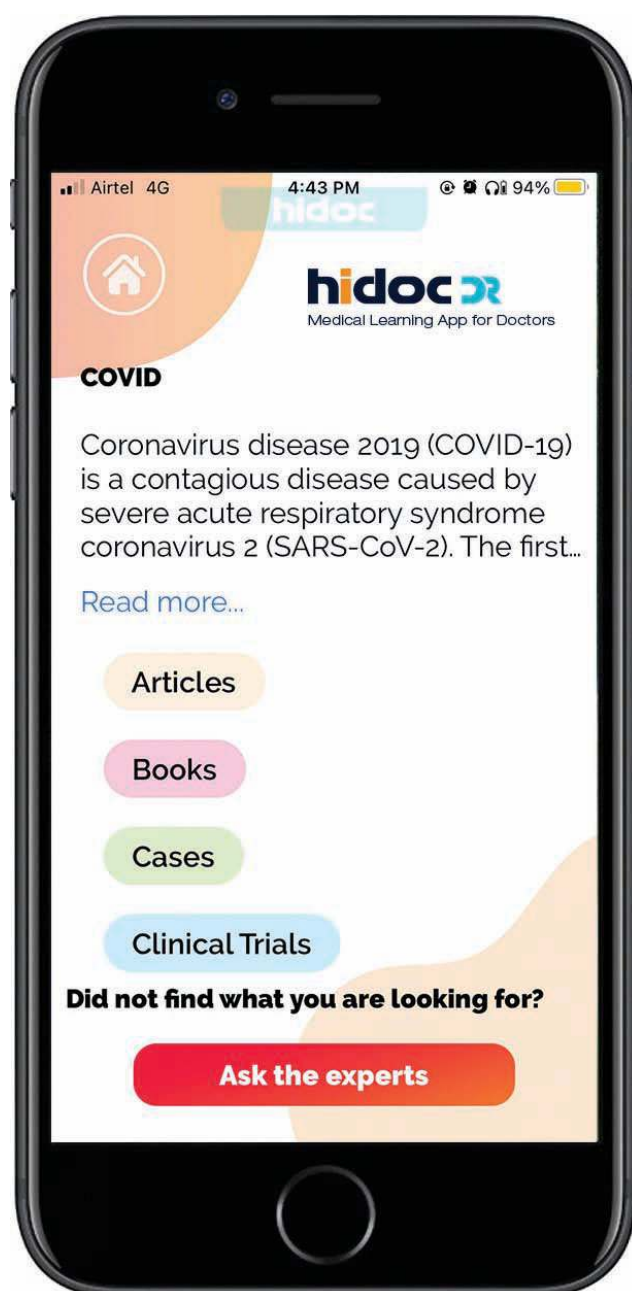 Airtel 4G 4:43 PM 94%
hidoc
hidoc DR
Medical Learning App for Doctors
COVID
Coronavirus disease 2019 (COVID-19)
is a contagious disease caused by
severe acute respiratory syndrome
coronavirus 2 (SARS-CoV-2). The first...
Read more...
Articles
Books
Cases
Clinical Trials
Did not find what you are looking for?
Ask the experts